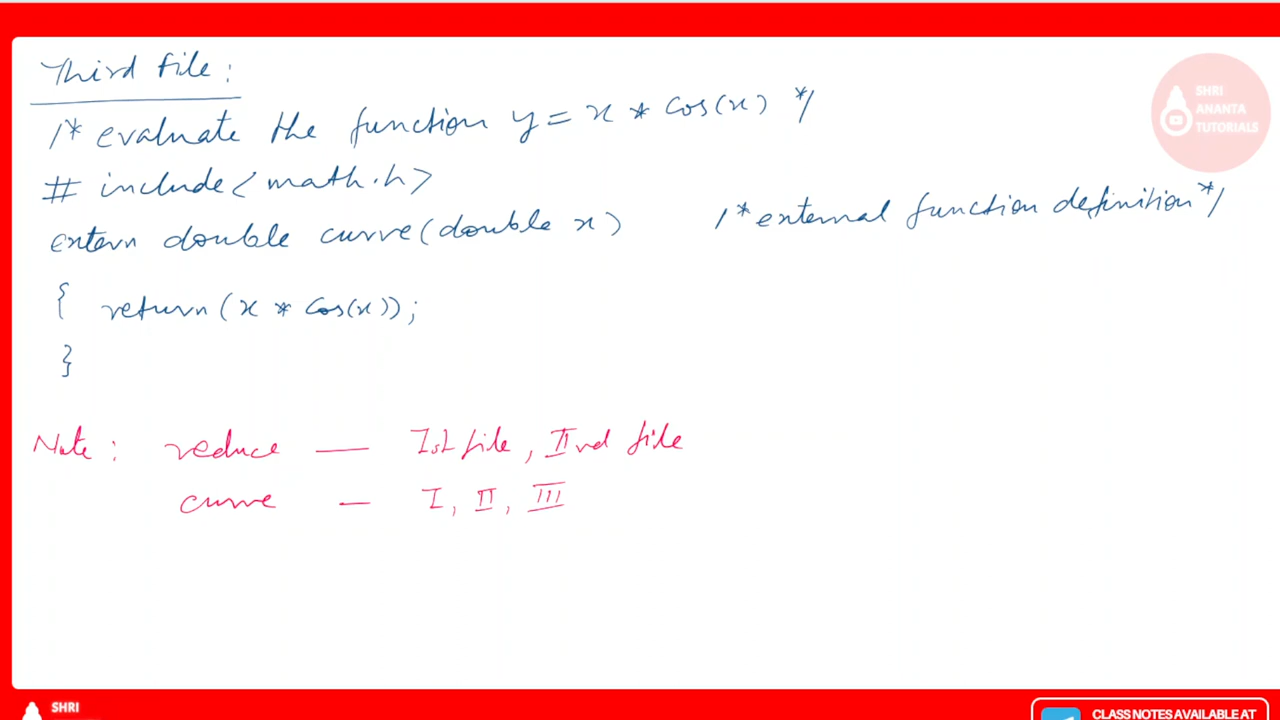 Third file:
/* evaluate the function y = x * cos(x) */
# include<math.h>
extern double curve(double x) /*external function definition*/
{ return(x * cos(x));
}
Note: reduce — Ist file, IInd file
curve — I, II, III
SHRI
ANANTA
TUTORIALS
SHRI
CLASS NOTES AVAILABLE AT